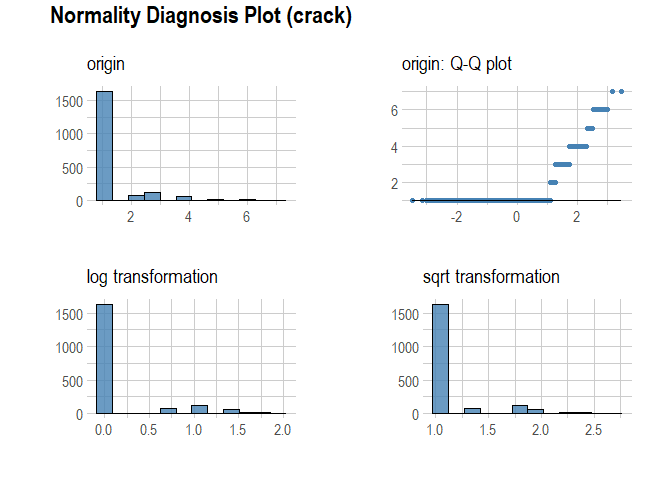 Normality Diagnosis Plot (crack)
origin
1500
1000
500
0
2 4 6
origin: Q-Q plot
6
4
2
-2 0 2
log transformation
1500
1000
500
0
0.0 0.5 1.0 1.5 2.0
sqrt transformation
1500
1000
500
0
1.0 1.5 2.0 2.5